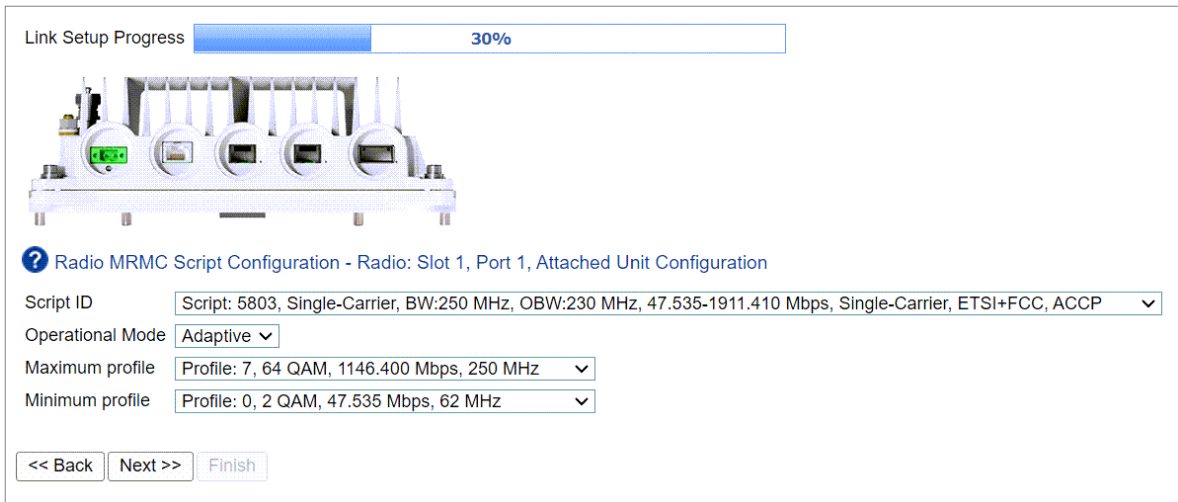 Link Setup Progress 30%
? Radio MRMC Script Configuration - Radio: Slot 1, Port 1, Attached Unit Configuration
Script ID Script: 5803, Single-Carrier, BW:250 MHz, OBW:230 MHz, 47.535-1911.410 Mbps, Single-Carrier, ETSI+FCC, ACCP
Operational Mode Adaptive
Maximum profile Profile: 7, 64 QAM, 1146.400 Mbps, 250 MHz
Minimum profile Profile: 0, 2 QAM, 47.535 Mbps, 62 MHz
<< Back Next >> Finish